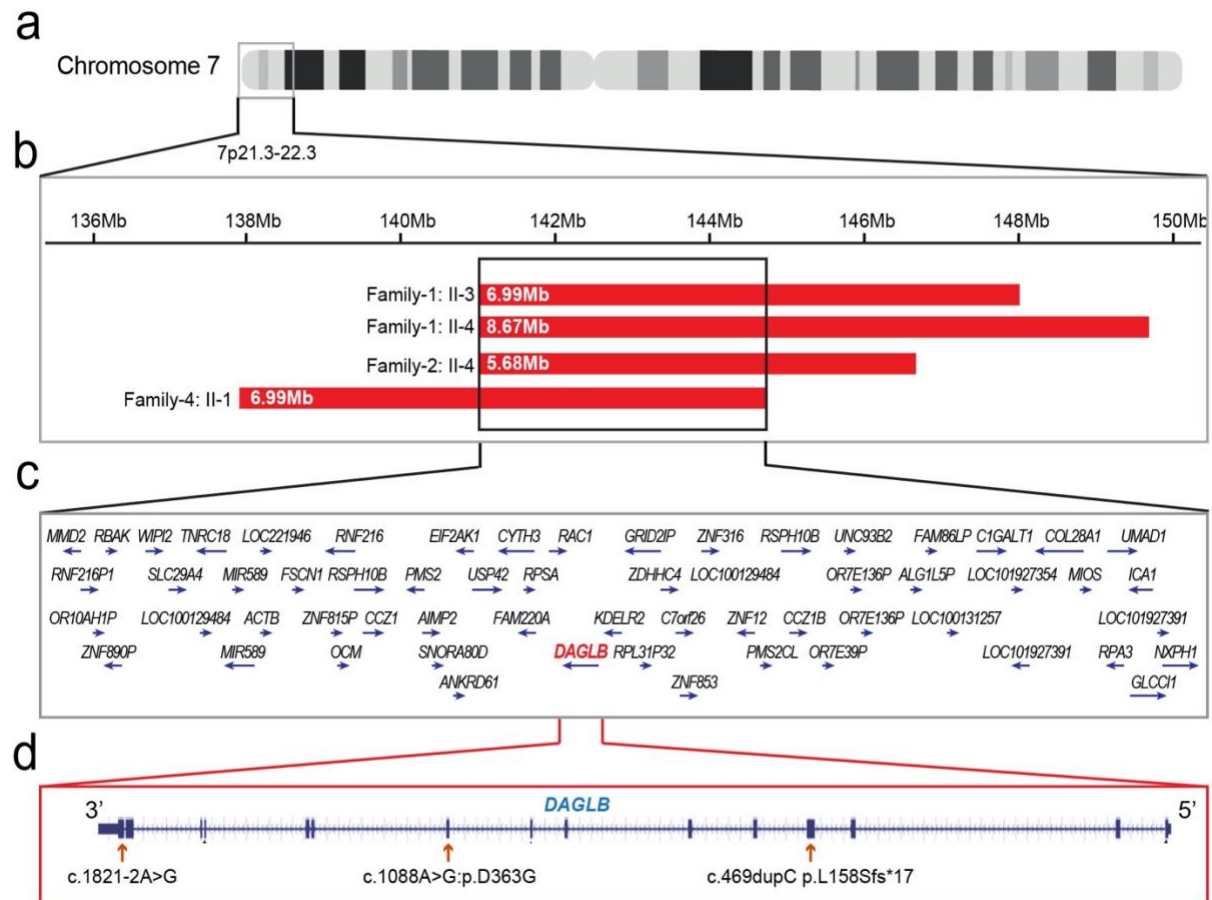 a
Chromosome 7
7p21.3-22.3
b
136Mb 138Mb 140Mb 142Mb 144Mb 146Mb 148Mb 150Mb
Family-1: II-3 6.99Mb
Family-1: II-4 8.67Mb
Family-2: II-4 5.68Mb
Family-4: II-1 6.99Mb
c
MMD2 RBAK WIPI2 TNRC18 LOC221946 RNF216 EIF2AK1 CYTH3 RAC1 GRID2IP ZNF316 RSPH10B UNC93B2 FAM86LP C1GALT1 COL28A1 UMAD1
RNF216P1 SLC29A4 MIR589 FSCN1 RSPH10B PMS2 USP42 RPSA ZDHHC4 LOC100129484 OR7E136P ALG1L5P LOC101927354 MIOS ICA1
OR10AH1P LOC100129484 ACTB ZNF815P CCZ1 AIMP2 FAM220A KDELR2 C7orf26 ZNF12 CCZ1B OR7E136P LOC100131257 LOC101927391
ZNF890P MIR589 OCM SNORA80D DAGLB RPL31P32 PMS2CL OR7E39P LOC101927391 RPA3 NXPH1
ANKRD61 ZNF853 GLCCI1
d
3’ DAGLB 5’
c.1821-2A>G c.1088A>G:p.D363G c.469dupC p.L158Sfs*17